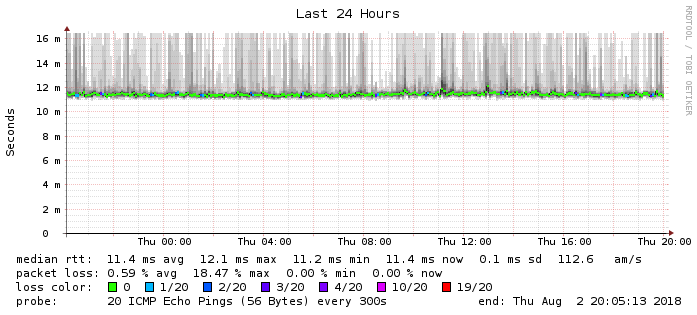 Last 24 Hours
RRDTOOL / TOBI OETIKER
Seconds
16 m
14 m
12 m
10 m
8 m
6 m
4 m
2 m
0
Thu 00:00 Thu 04:00 Thu 08:00 Thu 12:00 Thu 16:00 Thu 20:00
median rtt: 11.4 ms avg 12.1 ms max 11.2 ms min 11.4 ms now 0.1 ms sd 112.6 am/s
packet loss: 0.59 % avg 18.47 % max 0.00 % min 0.00 % now
loss color: 0 1/20 2/20 3/20 4/20 10/20 19/20
probe: 20 ICMP Echo Pings (56 Bytes) every 300s end: Thu Aug 2 20:05:13 2018